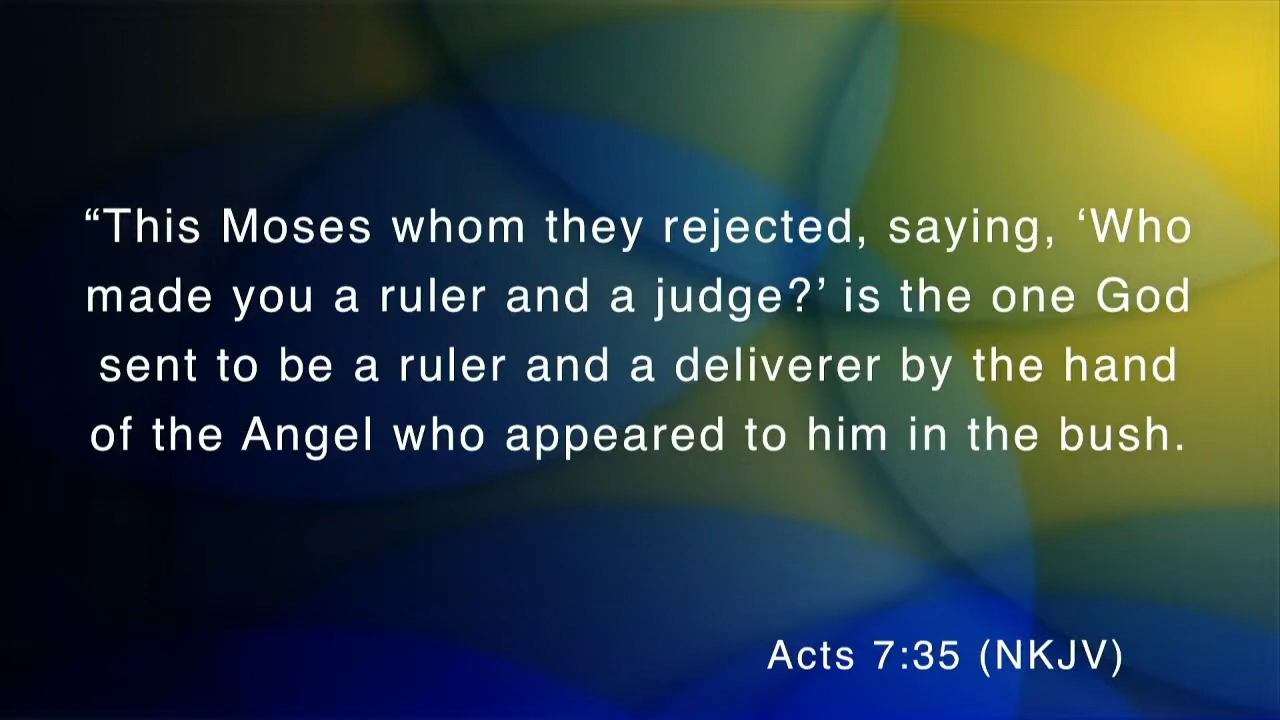 “This Moses whom they rejected, saying, ‘Who
made you a ruler and a judge?’ is the one God
sent to be a ruler and a deliverer by the hand
of the Angel who appeared to him in the bush.
Acts 7:35 (NKJV)